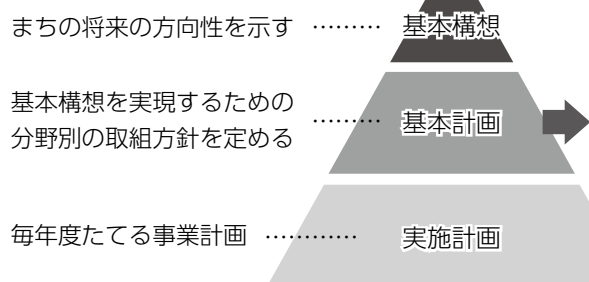 まちの将来の方向性を示す ……… 基本構想
基本構想を実現するための
分野別の取組方針を定める ……… 基本計画
毎年度たてる事業計画 ………… 実施計画